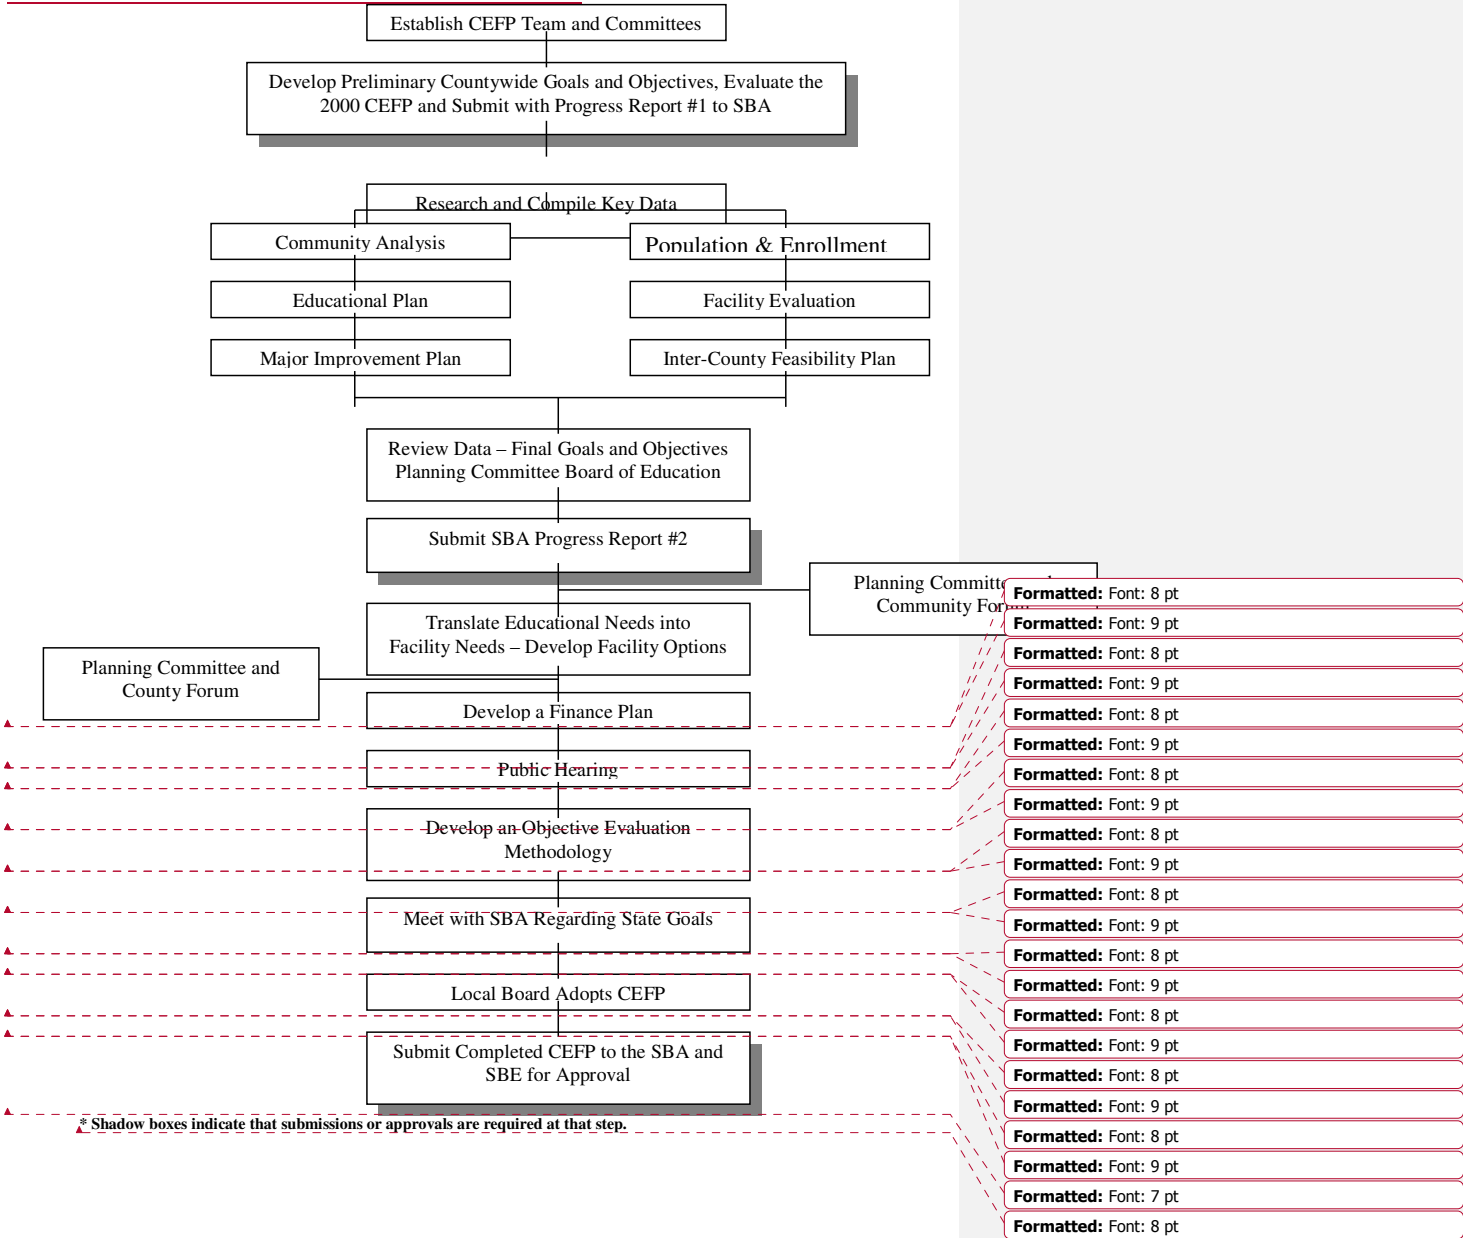 Establish CEFP Team and Committees
Develop Preliminary Countywide Goals and Objectives, Evaluate the
2000 CEFP and Submit with Progress Report #1 to SBA
Research and Compile Key Data
Community Analysis
Population & Enrollment
Educational Plan
Facility Evaluation
Major Improvement Plan
Inter-County Feasibility Plan
Review Data – Final Goals and Objectives
Planning Committee Board of Education
Submit SBA Progress Report #2
Planning Committee
Community
Translate Educational Needs into
Facility Needs – Develop Facility Options
Planning Committee and
County Forum
Develop a Finance Plan
Public Hearing
Develop an Objective Evaluation
Methodology
Meet with SBA Regarding State Goals
Local Board Adopts CEFP
Submit Completed CEFP to the SBA and
SBE for Approval
* Shadow boxes indicate that submissions or approvals are required at that step.
Formatted: Font: 8 pt
Formatted: Font: 9 pt
Formatted: Font: 8 pt
Formatted: Font: 9 pt
Formatted: Font: 8 pt
Formatted: Font: 9 pt
Formatted: Font: 8 pt
Formatted: Font: 9 pt
Formatted: Font: 8 pt
Formatted: Font: 9 pt
Formatted: Font: 8 pt
Formatted: Font: 9 pt
Formatted: Font: 8 pt
Formatted: Font: 9 pt
Formatted: Font: 8 pt
Formatted: Font: 9 pt
Formatted: Font: 8 pt
Formatted: Font: 9 pt
Formatted: Font: 8 pt
Formatted: Font: 9 pt
Formatted: Font: 7 pt
Formatted: Font: 8 pt